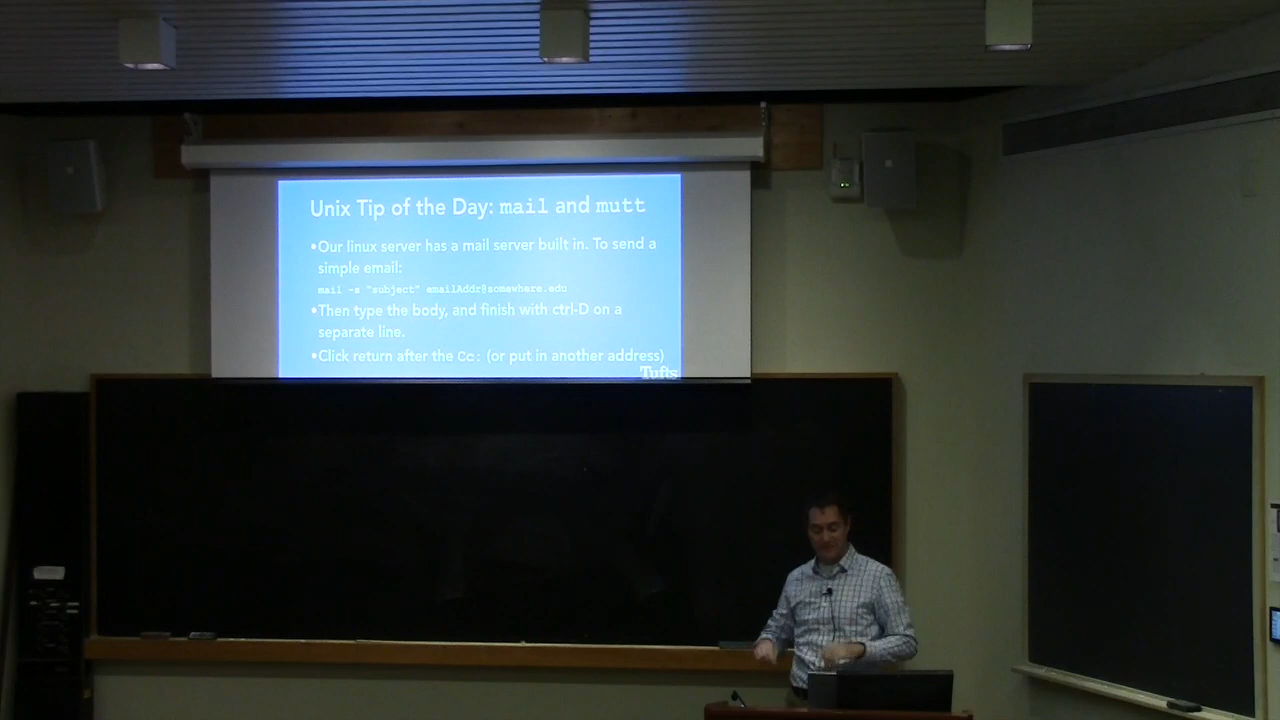 Unix Tip of the Day: mail and mutt
•Our linux server has a mail server built in. To send a
simple email:
mail -s "subject" emailAddr@somewhere.edu
•Then type the body, and finish with ctrl-D on a
separate line.
•Click return after the Cc: (or put in another address)
Tufts